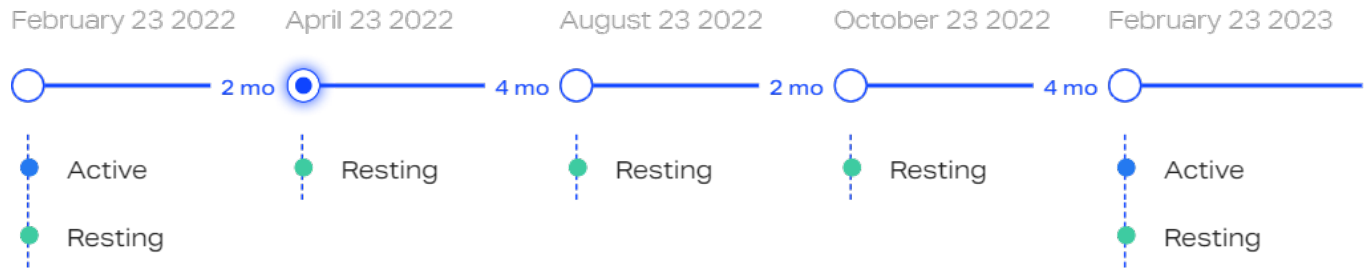 February 23 2022 April 23 2022 August 23 2022 October 23 2022 February 23 2023
2 mo 4 mo 2 mo 4 mo
Active Resting Resting Resting Active
Resting Resting